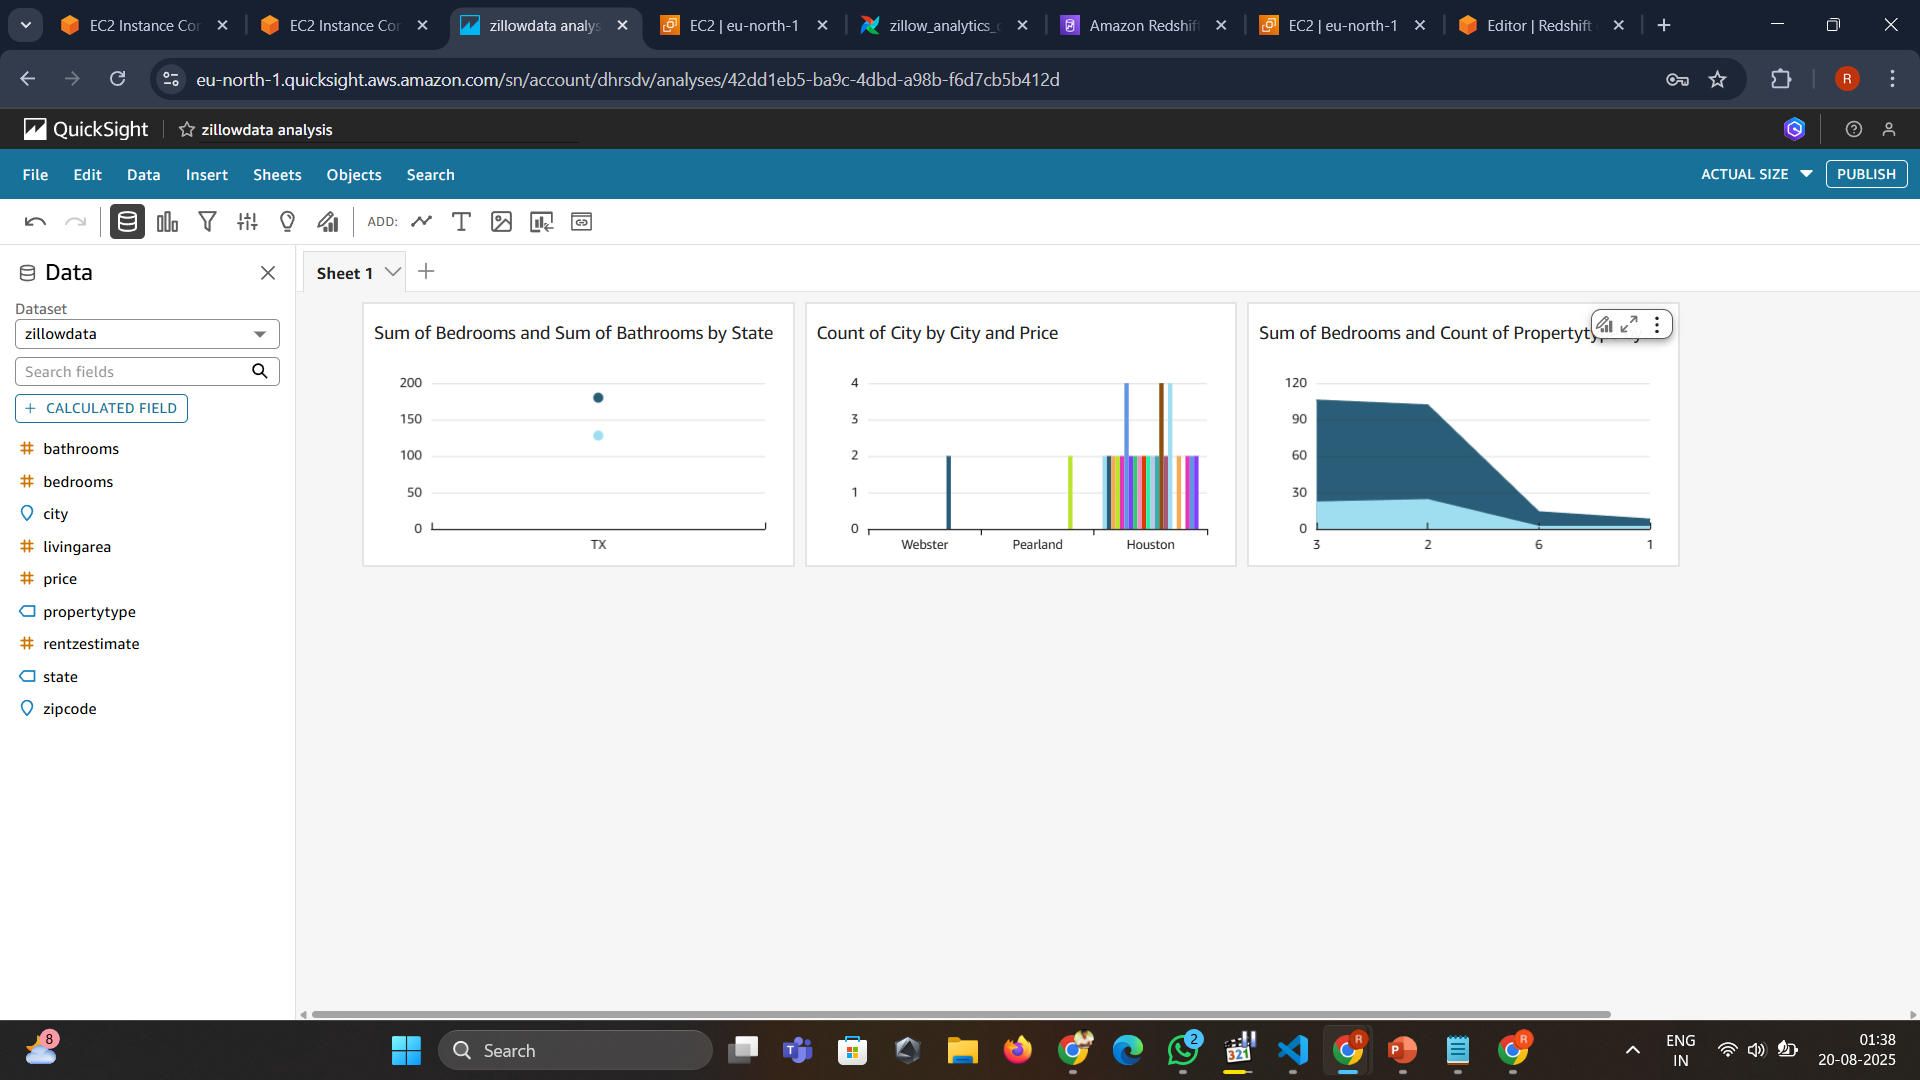 EC2 Instance Cor
EC2 Instance Cor
zillowdata analys
EC2 | eu-north-1
zillow_analytics_
Amazon Redshift
EC2 | eu-north-1
Editor | Redshift
eu-north-1.quicksight.aws.amazon.com/sn/account/dhrsdv/analyses/42dd1eb5-ba9c-4dbd-a98b-f6d7cb5b412d
R
QuickSight
zillowdata analysis
File Edit Data Insert Sheets Objects Search
ACTUAL SIZE
PUBLISH
ADD:
Data
Dataset
zillowdata
Search fields
+ CALCULATED FIELD
bathrooms
bedrooms
city
livingarea
price
propertytype
rentzestimate
state
zipcode
Sheet 1
Sum of Bedrooms and Sum of Bathrooms by State
200
150
100
50
0
TX
Count of City by City and Price
4
3
2
1
0
Webster Pearland Houston
Sum of Bedrooms and Count of Propertyt
120
90
60
30
0
3 2 6 1
8
Search
T
321
2
R
P
R
ENG
IN
01:38
20-08-2025